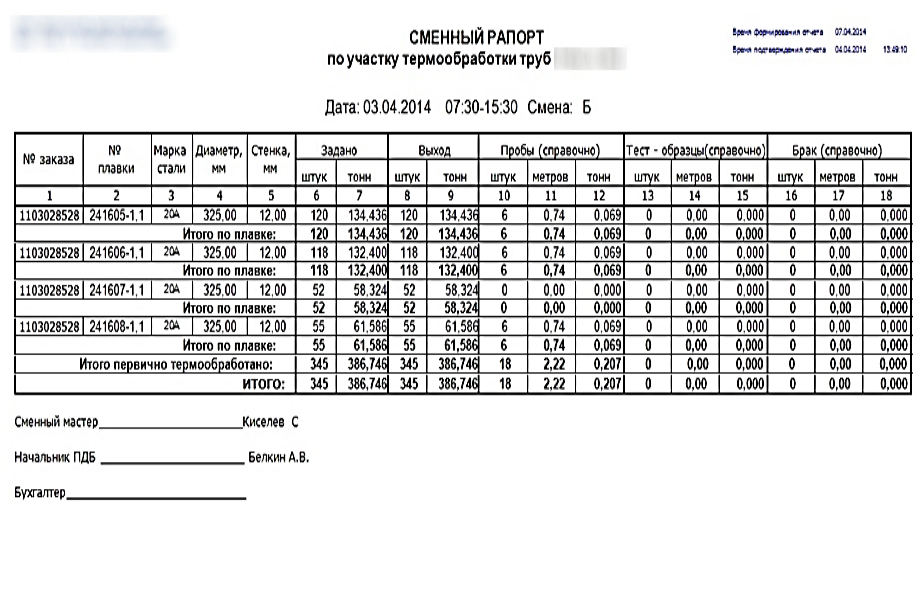 СМЕННЫЙ РАПОРТ
по участку термообработки труб
Время формирования отчета 07.04.2014
Время подтверждения отчета 04.04.2014 13:49:10
Дата: 03.04.2014 07:30-15:30 Смена: Б
№ заказа № плавки Марка стали Диаметр, мм Стенка, мм Задано Выход Пробы (справочно) Тест - образцы(справочно) Брак (справочно)
штук тонн штук тонн штук метров тонн штук метров тонн штук метров тонн
1 2 3 4 5 6 7 8 9 10 11 12 13 14 15 16 17 18
1103028528 241605-1,1 20А 325,00 12,00 120 134,436 120 134,436 6 0,74 0,069 0 0,00 0,000 0 0,00 0,000
Итого по плавке: 120 134,436 120 134,436 6 0,74 0,069 0 0,00 0,000 0 0,00 0,000
1103028528 241606-1,1 20А 325,00 12,00 118 132,400 118 132,400 6 0,74 0,069 0 0,00 0,000 0 0,00 0,000
Итого по плавке: 118 132,400 118 132,400 6 0,74 0,069 0 0,00 0,000 0 0,00 0,000
1103028528 241607-1,1 20А 325,00 12,00 52 58,324 52 58,324 0 0,00 0,000 0 0,00 0,000 0 0,00 0,000
Итого по плавке: 52 58,324 52 58,324 0 0,00 0,000 0 0,00 0,000 0 0,00 0,000
1103028528 241608-1,1 20А 325,00 12,00 55 61,586 55 61,586 6 0,74 0,069 0 0,00 0,000 0 0,00 0,000
Итого по плавке: 55 61,586 55 61,586 6 0,74 0,069 0 0,00 0,000 0 0,00 0,000
Итого первично термообработано: 345 386,746 345 386,746 18 2,22 0,207 0 0,00 0,000 0 0,00 0,000
ИТОГО: 345 386,746 345 386,746 18 2,22 0,207 0 0,00 0,000 0 0,00 0,000
Сменный мастер Киселев С
Начальник ПДБ Белкин А.В.
Бухгалтер